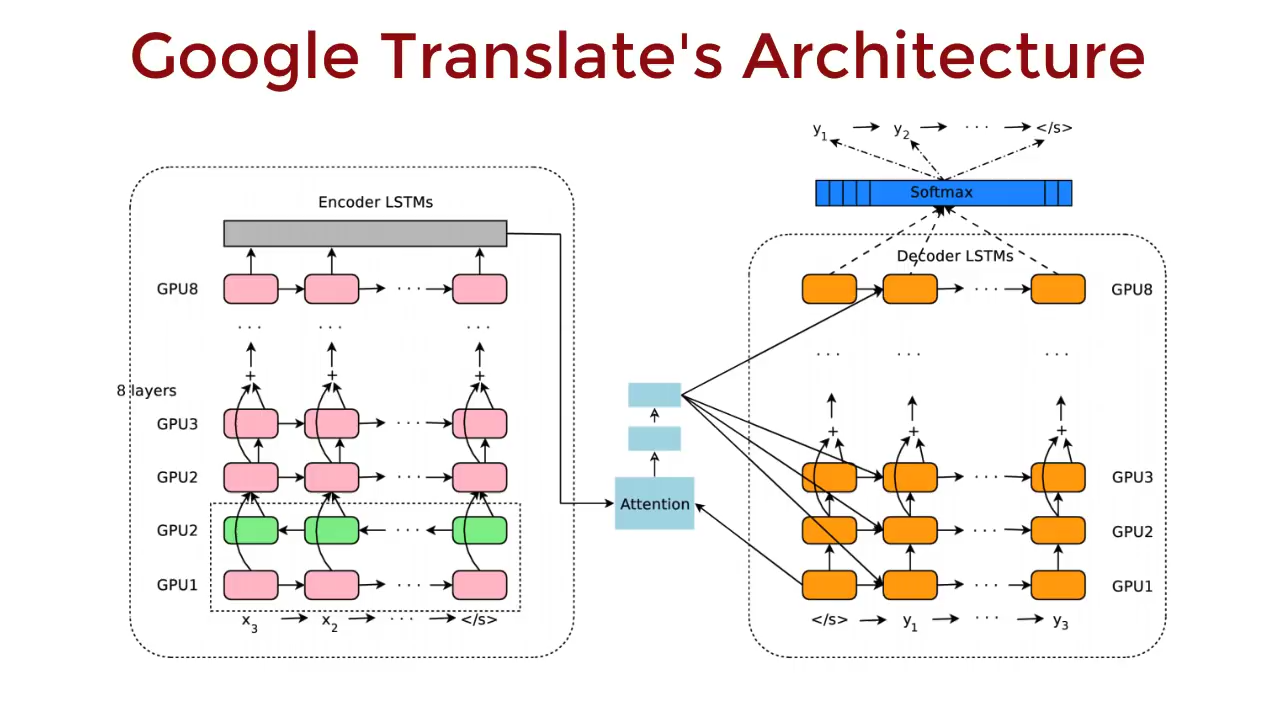 Google Translate's Architecture
y1 y2 ... </s>
Softmax
Encoder LSTMs
Decoder LSTMs
GPU8
...
...
...
8 layers
+
+
+
GPU3
GPU2
GPU2
GPU1
x3 x2 ... </s>
Attention
GPU8
...
...
...
+
+
+
GPU3
GPU2
GPU1
</s> y1 ... y3